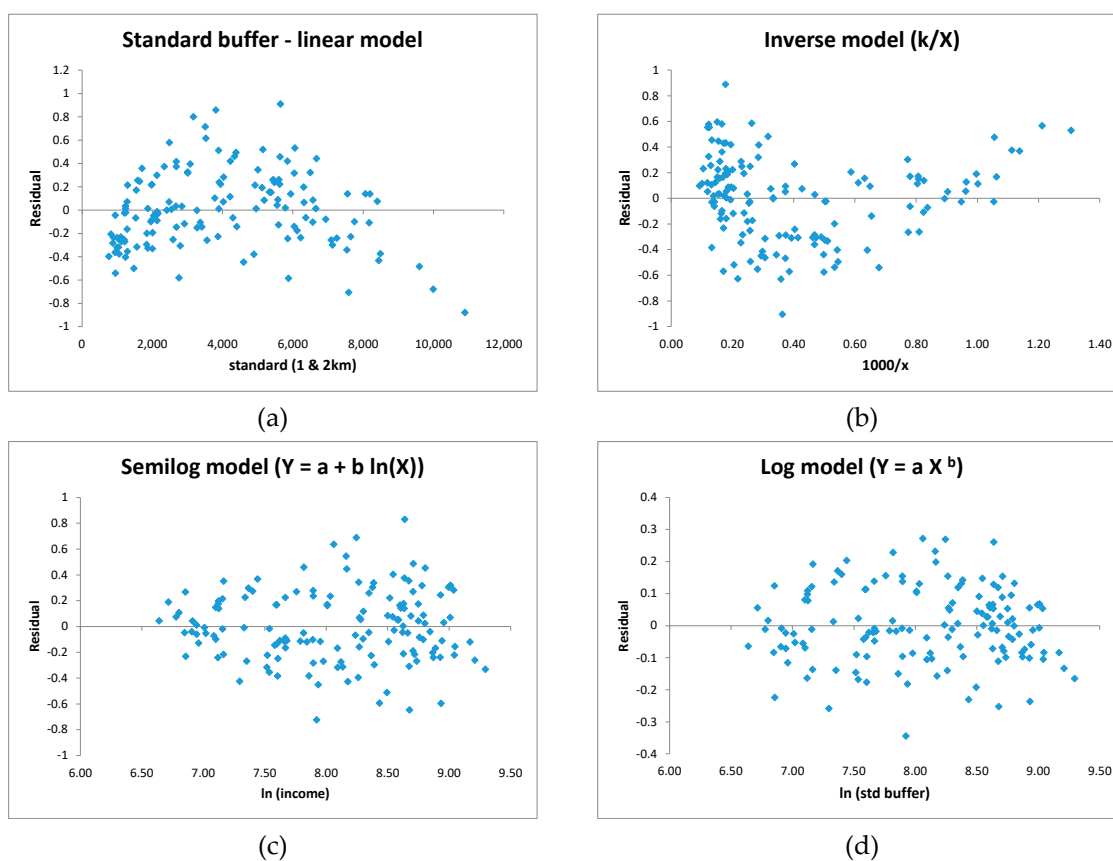 Standard buffer - linear model
1.2
1
0.8
0.6
0.4
0.2
0
-0.2
-0.4
-0.6
-0.8
-1
Residual
0 2,000 4,000 6,000 8,000 10,000 12,000
standard (1 & 2km)
(a)
Inverse model (k/X)
1
0.8
0.6
0.4
0.2
0
-0.2
-0.4
-0.6
-0.8
-1
Residual
0.00 0.20 0.40 0.60 0.80 1.00 1.20 1.40
1000/x
(b)
Semilog model (Y = a + b ln(X))
1
0.8
0.6
0.4
0.2
0
-0.2
-0.4
-0.6
-0.8
-1
Residual
6.00 6.50 7.00 7.50 8.00 8.50 9.00 9.50
ln (income)
(c)
Log model (Y = a X ᵇ)
0.4
0.3
0.2
0.1
0
-0.1
-0.2
-0.3
-0.4
Residual
6.00 6.50 7.00 7.50 8.00 8.50 9.00 9.50
ln (std buffer)
(d)